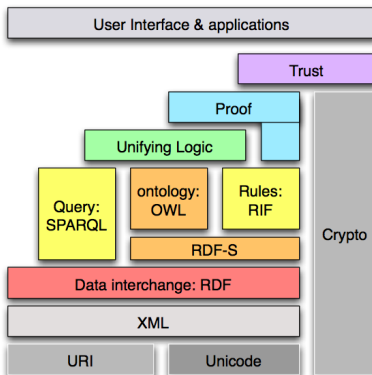 User Interface & applications
Trust
Proof
Unifying Logic
Query:
SPARQL
ontology:
OWL
Rules:
RIF
Crypto
RDF-S
Data interchange: RDF
XML
URI
Unicode